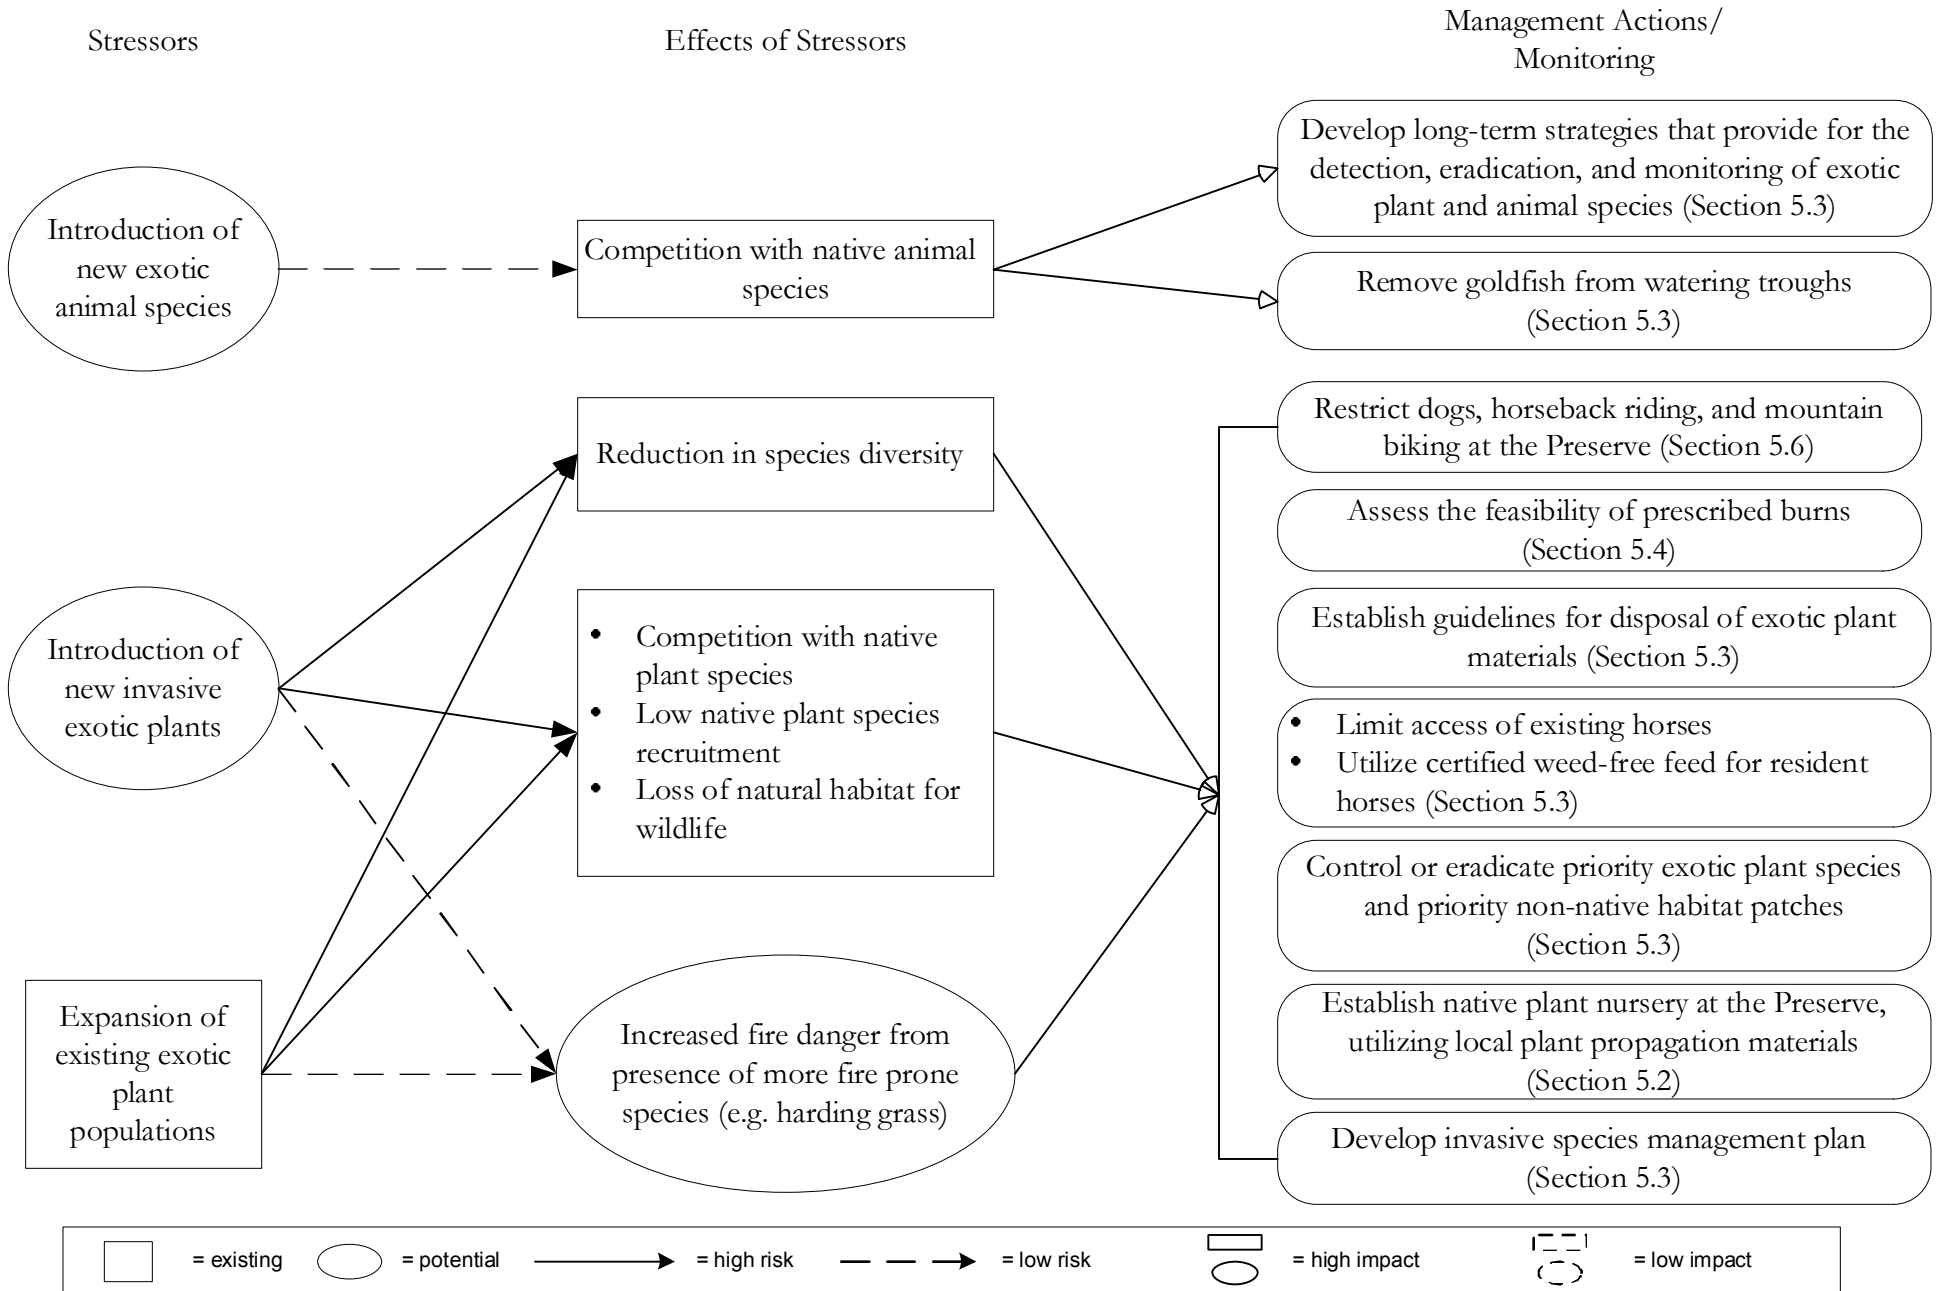 Stressors
Effects of Stressors
Management Actions/
Monitoring
Introduction of
new exotic
animal species
Competition with native animal
species
Develop long-term strategies that provide for the
detection, eradication, and monitoring of exotic
plant and animal species (Section 5.3)
Remove goldfish from watering troughs
(Section 5.3)
Introduction of
new invasive
exotic plants
Expansion of
existing exotic
plant
populations
Reduction in species diversity
• Competition with native
plant species
• Low native plant species
recruitment
• Loss of natural habitat for
wildlife
Increased fire danger from
presence of more fire prone
species (e.g. harding grass)
Restrict dogs, horseback riding, and mountain
biking at the Preserve (Section 5.6)
Assess the feasibility of prescribed burns
(Section 5.4)
Establish guidelines for disposal of exotic plant
materials (Section 5.3)
• Limit access of existing horses
• Utilize certified weed-free feed for resident
horses (Section 5.3)
Control or eradicate priority exotic plant species
and priority non-native habitat patches
(Section 5.3)
Establish native plant nursery at the Preserve,
utilizing local plant propagation materials
(Section 5.2)
Develop invasive species management plan
(Section 5.3)
= existing
= potential
= high risk
= low risk
= high impact
= low impact